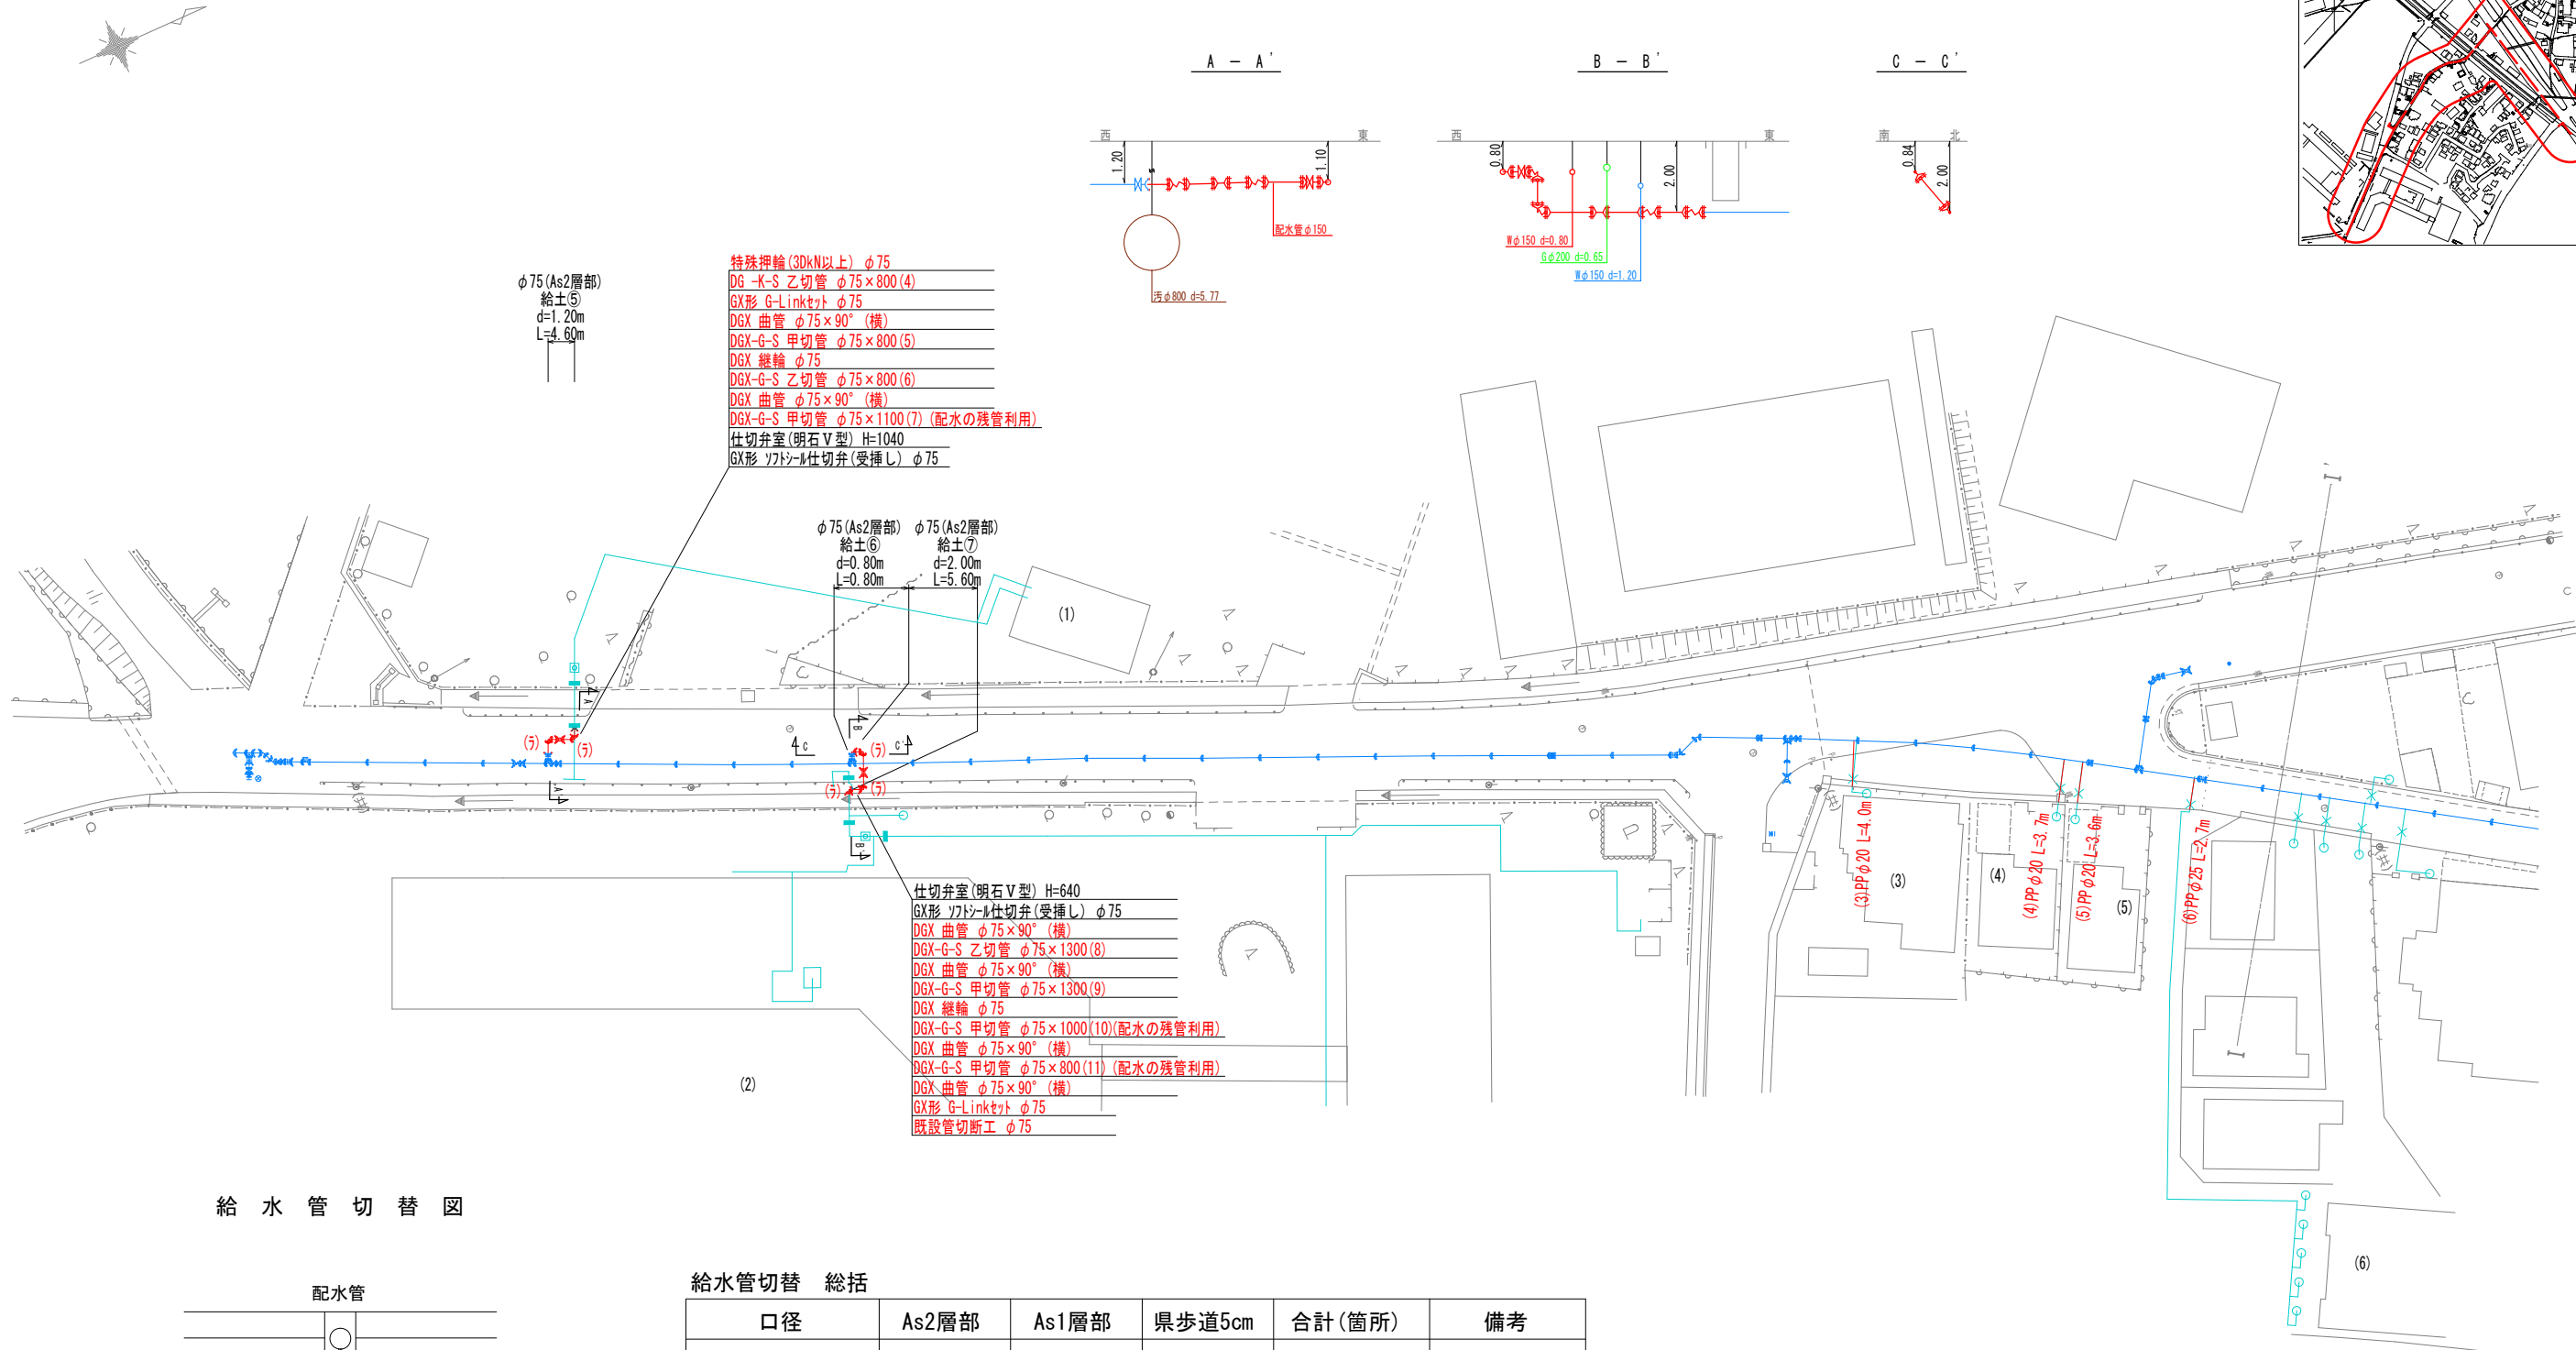 A － A'
B － B'
C － C'
西
東
1.20
1.10
配水管φ150
汚φ800 d=5.77
西
東
0.80
2.00
Wφ150 d=0.80
Gφ200 d=0.65
Wφ150 d=1.20
南
北
0.84
2.00
φ75(As2層部)
給土⑤
d=1.20m
L=4.60m
特殊押輪(3DkN以上) φ75
DG -K-S 乙切管 φ75×800(4)
GX形 G-Linkセット φ75
DGX 曲管 φ75×90°(横)
DGX-G-S 甲切管 φ75×800(5)
DGX 継輪 φ75
DGX-G-S 乙切管 φ75×800(6)
DGX 曲管 φ75×90°(横)
DGX-G-S 甲切管 φ75×1100(7)(配水の残管利用)
仕切弁室(明石Ⅴ型) H=1040
GX形 ソフトシール仕切弁(受挿し) φ75
φ75(As2層部)
給土⑥
d=0.80m
L=0.80m
φ75(As2層部)
給土⑦
d=2.00m
L=5.60m
(1)
A
(ラ)
(ラ)
A'
B
C
C'
(ラ)
(ラ)
(ラ)
B'
仕切弁室(明石Ⅴ型) H=640
GX形 ソフトシール仕切弁(受挿し) φ75
DGX 曲管 φ75×90°(横)
DGX-G-S 乙切管 φ75×1300(8)
DGX 曲管 φ75×90°(横)
DGX-G-S 甲切管 φ75×1300(9)
DGX 継輪 φ75
DGX-G-S 甲切管 φ75×1000(10)(配水の残管利用)
DGX 曲管 φ75×90°(横)
DGX-G-S 甲切管 φ75×800(11)(配水の残管利用)
DGX 曲管 φ75×90°(横)
GX形 G-Linkセット φ75
既設管切断工 φ75
(2)
(3)PPφ20 L=4.0m
(3)
(4)
(4)PPφ20 L=3.7m
(5)PPφ20 L=3.6m
(5)
(6)PPφ25 L=2.7m
(6)
給水管切替図
配水管
給水管切替 総括
口径 As2層部 As1層部 県歩道5cm 合計(箇所) 備考